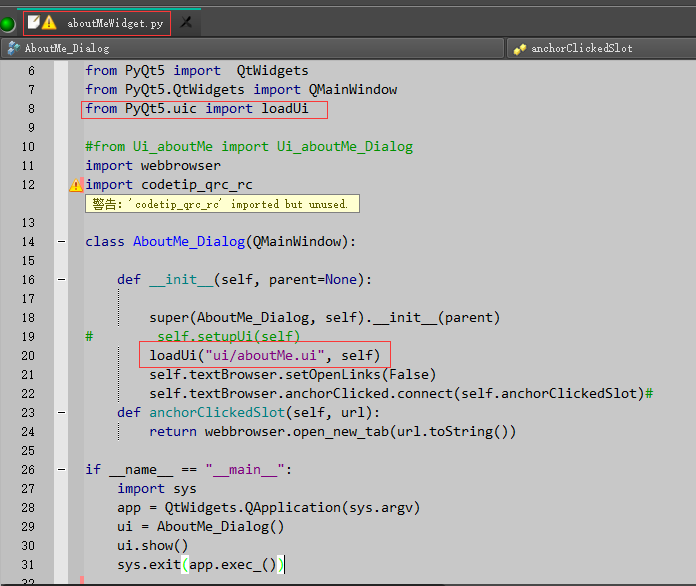 aboutMeWidget.py
AboutMe_Dialog
anchorClickedSlot
6 from PyQt5 import  QtWidgets
7 from PyQt5.QtWidgets import QMainWindow
8 from PyQt5.uic import loadUi
9
10 #from Ui_aboutMe import Ui_aboutMe_Dialog
11 import webbrowser
12 import codetip_qrc_rc
警告: 'codetip_qrc_rc' imported but unused.
13
14 class AboutMe_Dialog(QMainWindow):
15
16     def __init__(self, parent=None):
17
18         super(AboutMe_Dialog, self).__init__(parent)
19 #        self.setupUi(self)
20         loadUi("ui/aboutMe.ui", self)
21         self.textBrowser.setOpenLinks(False)
22         self.textBrowser.anchorClicked.connect(self.anchorClickedSlot)#
23     def anchorClickedSlot(self, url):
24         return webbrowser.open_new_tab(url.toString())
25
26 if __name__ == "__main__":
27     import sys
28     app = QtWidgets.QApplication(sys.argv)
29     ui = AboutMe_Dialog()
30     ui.show()
31     sys.exit(app.exec_())